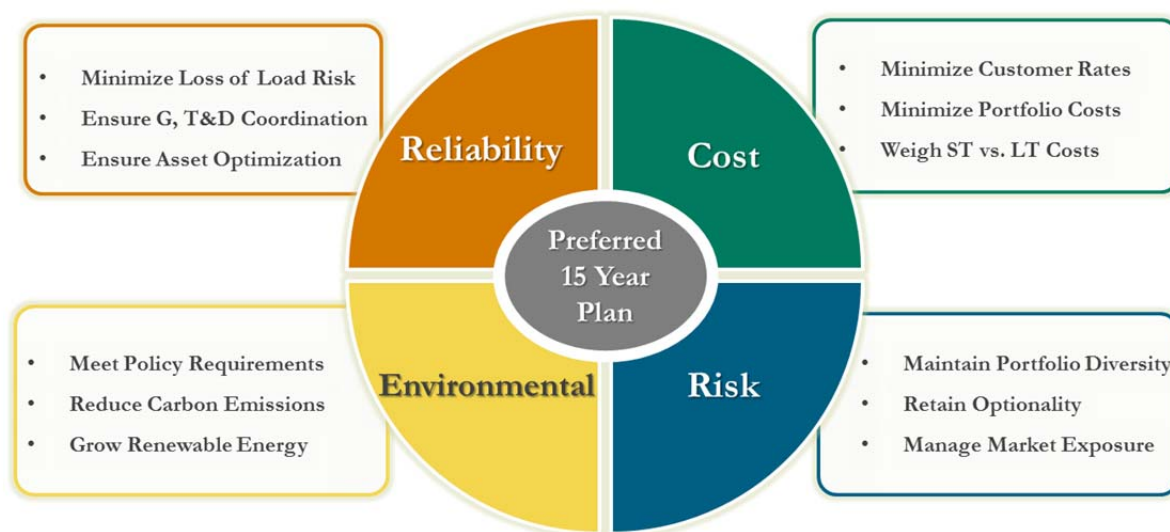 • Minimize Loss of Load Risk
• Ensure G, T&D Coordination
• Ensure Asset Optimization
Reliability
Cost
• Minimize Customer Rates
• Minimize Portfolio Costs
• Weigh ST vs. LT Costs
Preferred
15 Year
Plan
• Meet Policy Requirements
• Reduce Carbon Emissions
• Grow Renewable Energy
Environmental
Risk
• Maintain Portfolio Diversity
• Retain Optionality
• Manage Market Exposure